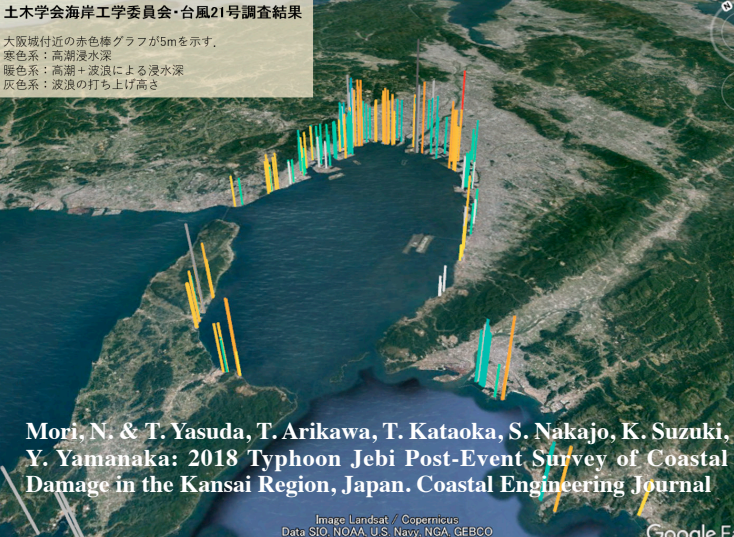 土木学会海岸工学委員会・台風21号調査結果
大阪城付近の赤色棒グラフが5mを示す.
寒色系：高潮浸水深
暖色系：高潮＋波浪による浸水深
灰色系：波浪の打ち上げ高さ
N
Mori, N. & T. Yasuda, T. Arikawa, T. Kataoka, S. Nakajo, K. Suzuki,
Y. Yamanaka: 2018 Typhoon Jebi Post-Event Survey of Coastal
Damage in the Kansai Region, Japan. Coastal Engineering Journal
Image Landsat / Copernicus
Data SIO, NOAA, U.S. Navy, NGA, GEBCO
Google Ea